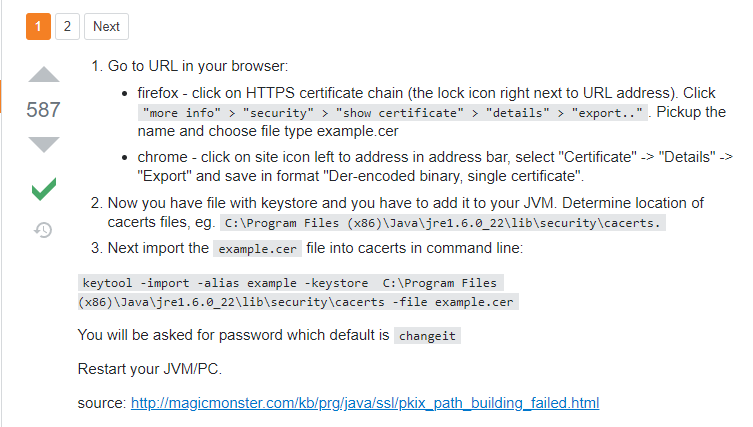 1 2 Next
1. Go to URL in your browser:
587
• firefox - click on HTTPS certificate chain (the lock icon right next to URL address). Click
"more info" > "security" > "show certificate" > "details" > "export.." . Pickup the
name and choose file type example.cer
• chrome - click on site icon left to address in address bar, select "Certificate" -> "Details" ->
"Export" and save in format "Der-encoded binary, single certificate".
2. Now you have file with keystore and you have to add it to your JVM. Determine location of
cacerts files, eg. C:\Program Files (x86)\Java\jre1.6.0_22\lib\security\cacerts.
3. Next import the example.cer file into cacerts in command line:
keytool -import -alias example -keystore  C:\Program Files
(x86)\Java\jre1.6.0_22\lib\security\cacerts -file example.cer
You will be asked for password which default is changeit
Restart your JVM/PC.
source: http://magicmonster.com/kb/prg/java/ssl/pkix_path_building_failed.html